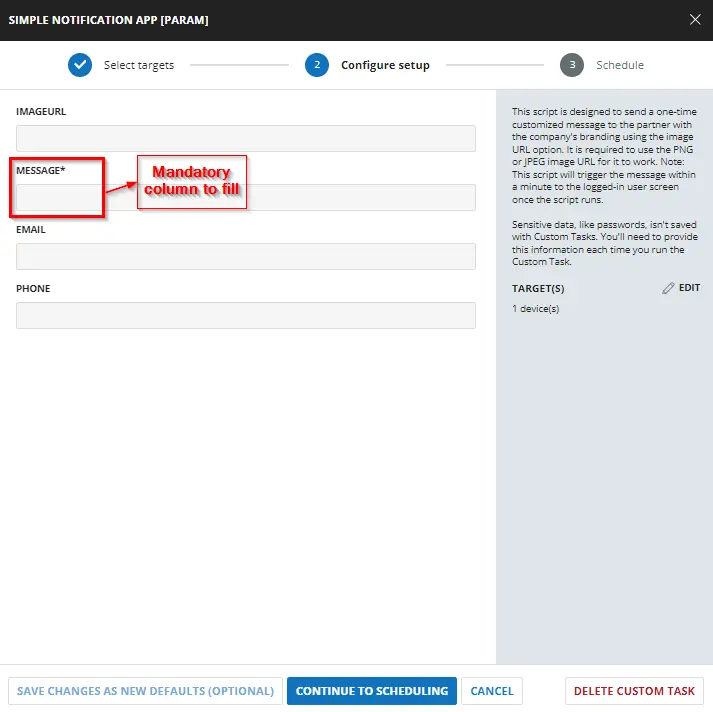 SIMPLE NOTIFICATION APP [PARAM]
Select targets
2
Configure setup
3
Schedule
IMAGEURL
MESSAGE*
Mandatory
column to fill
EMAIL
PHONE
This script is designed to send a one-time
customized message to the partner with
the company's branding using the image
URL option. It is required to use the PNG
or JPEG image URL for it to work. Note:
This script will trigger the message within
a minute to the logged-in user screen
once the script runs.
Sensitive data, like passwords, isn't saved
with Custom Tasks. You'll need to provide
this information each time you run the
Custom Task.
TARGET(S)
EDIT
1 device(s)
SAVE CHANGES AS NEW DEFAULTS (OPTIONAL)
CONTINUE TO SCHEDULING
CANCEL
DELETE CUSTOM TASK